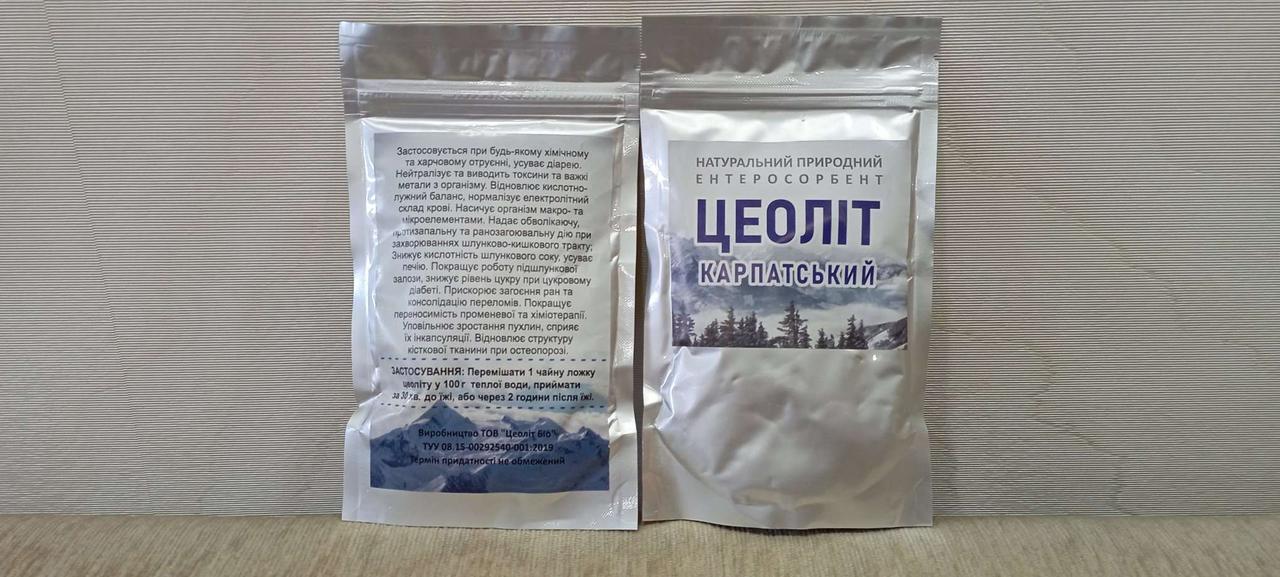 Застосовується при будь-якому хімічному
та харчовому отруєнні, усуває діарею.
Нейтралізує та виводить токсини та важкі
метали з організму. Відновлює кислотно-
лужний баланс, нормалізує електролітний
склад крові. Насичує організм макро- та
мікроелементами. Надає обволікаючу,
протизапальну та ранозагоювальну дію при
захворюваннях шлунково-кишкового тракту;
Знижує кислотність шлункового соку, усуває
печію. Покращує роботу підшлункової
залози, знижує рівень цукру при цукровому
діабеті. Прискорює загоєння ран та
консолідацію переломів. Покращує
переносимість променевої та хіміотерапії.
Уповільнює зростання пухлин, сприяє
їх інкапсуляції. Відновлює структуру
кісткової тканини при остеопорозі.
ЗАСТОСУВАННЯ: Перемішати 1 чайну ложку
цеоліту у 100 г теплої води, приймати
за 30 хв. до їжі, або через 2 години після їжі.
Виробництво ТОВ "Цеоліт Біо"
ТУУ 08.15-00292540-001:2019
Термін придатності не обмежений
НАТУРАЛЬНИЙ ПРИРОДНИЙ
ЕНТЕРОСОРБЕНТ
ЦЕОЛІТ
КАРПАТСЬКИЙ